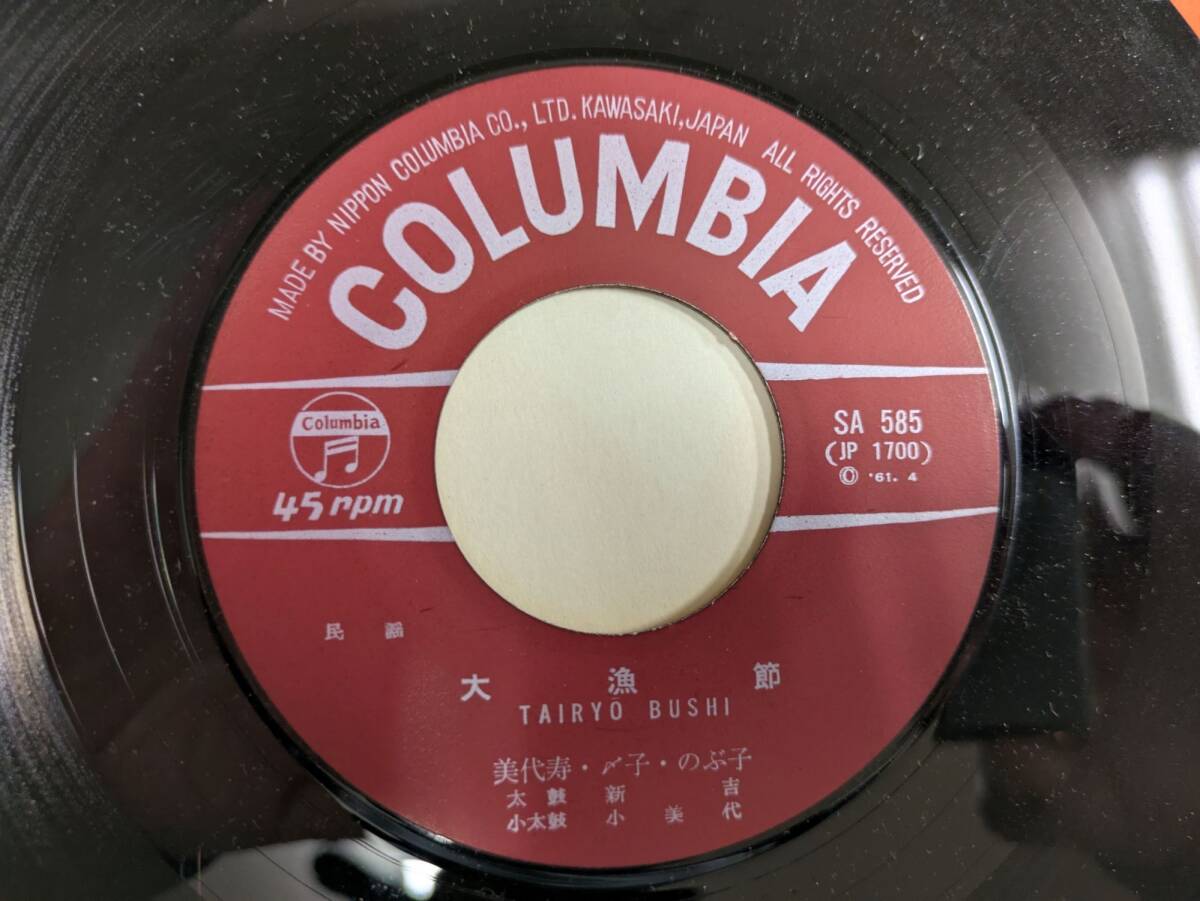 MADE BY NIPPON COLUMBIA CO., LTD. KAWASAKI, JAPAN ALL RIGHTS RESERVED
COLUMBIA
Columbia
45 rpm
SA 585
(JP 1700)
© '61. 4
民謡
大漁節
TAIRYŌ BUSHI
美代寿・〆子・のぶ子
太鼓 新吉
小太鼓 小美代